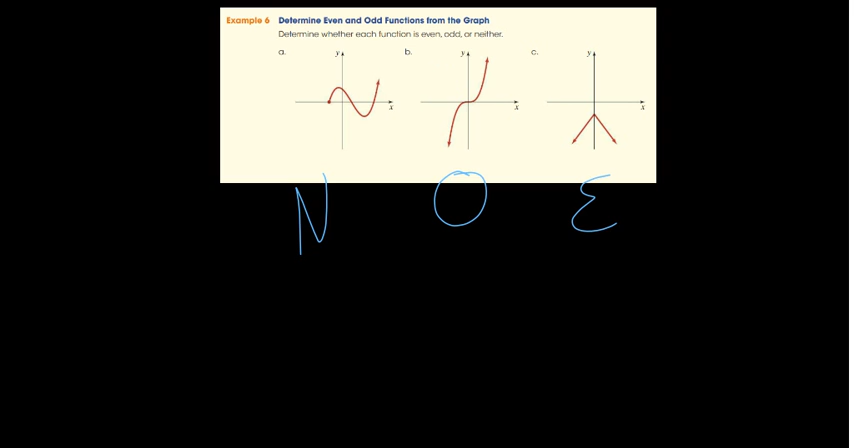 Example 6 Determine Even and Odd Functions from the Graph
Determine whether each function is even, odd, or neither.
a. y x b. y x c. y x
N O E